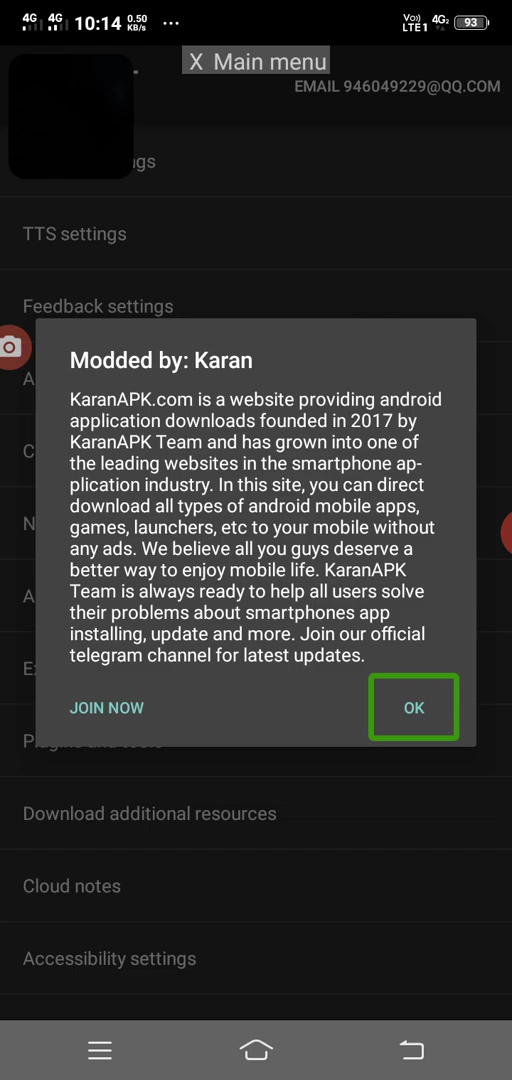 4G 4G 10:14 0.50 KB/s ... Vo)) LTE1 4G2 93
X Main menu
EMAIL 946049229@QQ.COM
ngs
TTS settings
Feedback settings
Modded by: Karan
KaranAPK.com is a website providing android
application downloads founded in 2017 by
KaranAPK Team and has grown into one of
the leading websites in the smartphone ap-
plication industry. In this site, you can direct
download all types of android mobile apps,
games, launchers, etc to your mobile without
any ads. We believe all you guys deserve a
better way to enjoy mobile life. KaranAPK
Team is always ready to help all users solve
their problems about smartphones app
installing, update and more. Join our official
telegram channel for latest updates.
JOIN NOW OK
Download additional resources
Cloud notes
Accessibility settings